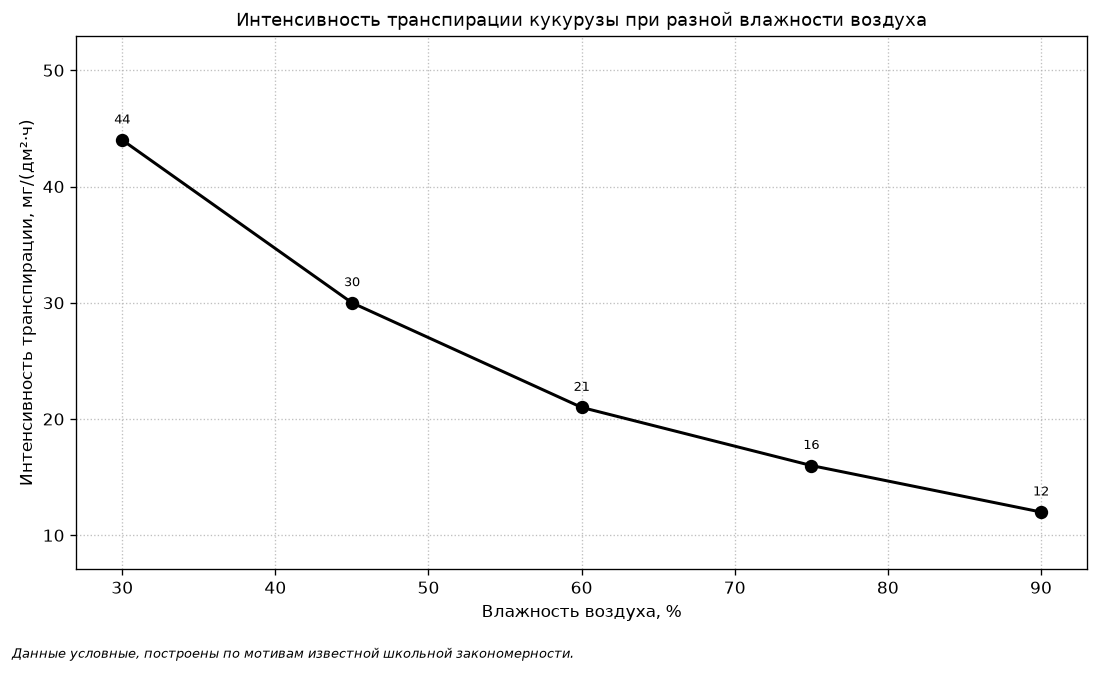 Интенсивность транспирации кукурузы при разной влажности воздуха
Интенсивность транспирации, мг/(дм²·ч)
50
40
30
20
10
44
30
21
16
12
30 40 50 60 70 80 90
Влажность воздуха, %
Данные условные, построены по мотивам известной школьной закономерности.